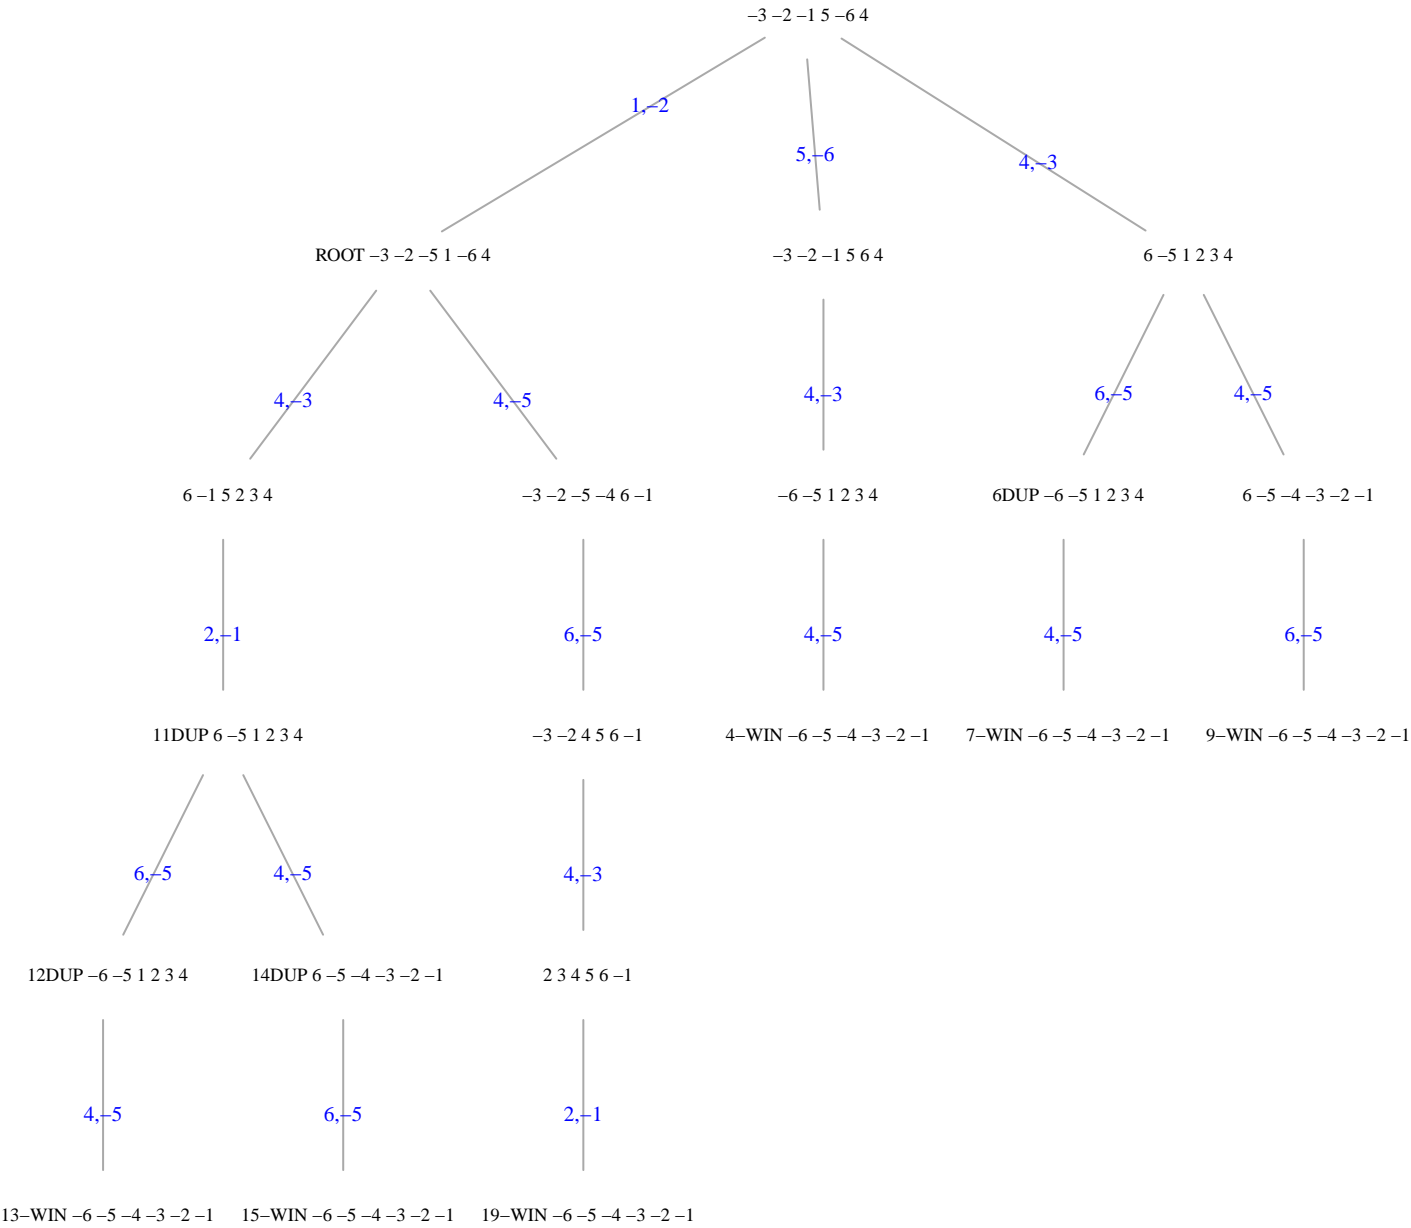 –3 –2 –1 5 –6 4
1,–2
5,–6
4,–3
ROOT –3 –2 –5 1 –6 4
–3 –2 –1 5 6 4
6 –5 1 2 3 4
4,–3
4,–5
4,–3
6,–5
4,–5
6 –1 5 2 3 4
–3 –2 –5 –4 6 –1
–6 –5 1 2 3 4
6DUP –6 –5 1 2 3 4
6 –5 –4 –3 –2 –1
2,–1
6,–5
4,–5
4,–5
6,–5
11DUP 6 –5 1 2 3 4
–3 –2 4 5 6 –1
4–WIN –6 –5 –4 –3 –2 –1
7–WIN –6 –5 –4 –3 –2 –1
9–WIN –6 –5 –4 –3 –2 –1
6,–5
4,–5
4,–3
12DUP –6 –5 1 2 3 4
14DUP 6 –5 –4 –3 –2 –1
2 3 4 5 6 –1
4,–5
6,–5
2,–1
13–WIN –6 –5 –4 –3 –2 –1
15–WIN –6 –5 –4 –3 –2 –1
19–WIN –6 –5 –4 –3 –2 –1